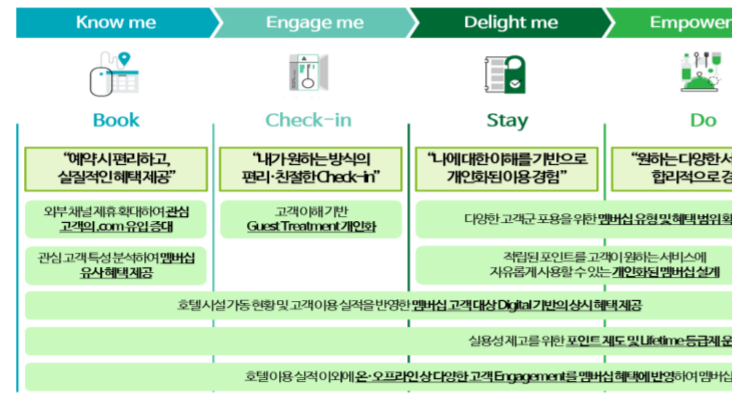 Know me
Engage me
Delight me
Empower
Book
Check-in
Stay
Do
“예약 시 편리하고,
실질적인 혜택 제공”
“내가 원하는 방식의
편리·친절한 Check-in”
“나에 대한 이해를 기반으로
개인화된 이용 경험”
“원하는 다양한 서
합리적으로 경
외부 채널 제휴 확대하여 관심
고객의 .com 유입 증대
고객 이해 기반
Guest Treatment 개인화
다양한 고객군 포용을 위한 멤버십 유형 및 혜택 범위 확
관심 고객 특성 분석하여 멤버십
유사 혜택 제공
적립된 포인트를 고객이 원하는 서비스에
자유롭게 사용할 수 있는 개인화된 멤버십 설계
호텔 시설 가동 현황 및 고객 이용 실적을 반영한 멤버십 고객 대상 Digital 기반의 상시 혜택 제공
실용성 제고를 위한 포인트 제도 및 Lifetime 등급제 운
호텔 이용 실적 이외에 온·오프라인 상 다양한 고객 Engagement를 멤버십 혜택에 반영하여 멤버십